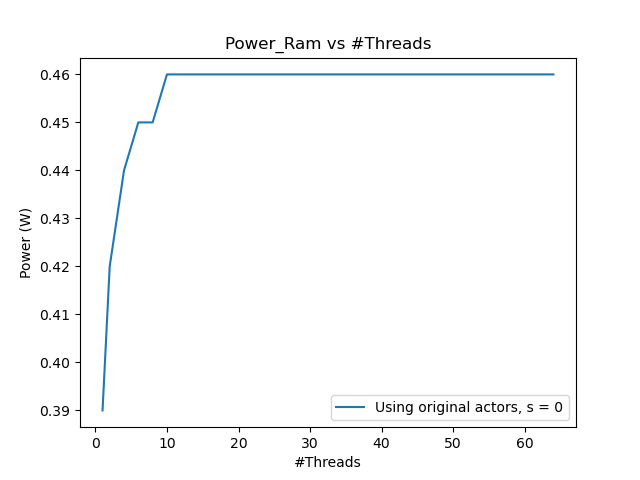 Power_Ram vs #Threads
0.46
0.45
0.44
0.43
0.42
0.41
0.40
0.39
Power (W)
Using original actors, s = 0
0 10 20 30 40 50 60
#Threads